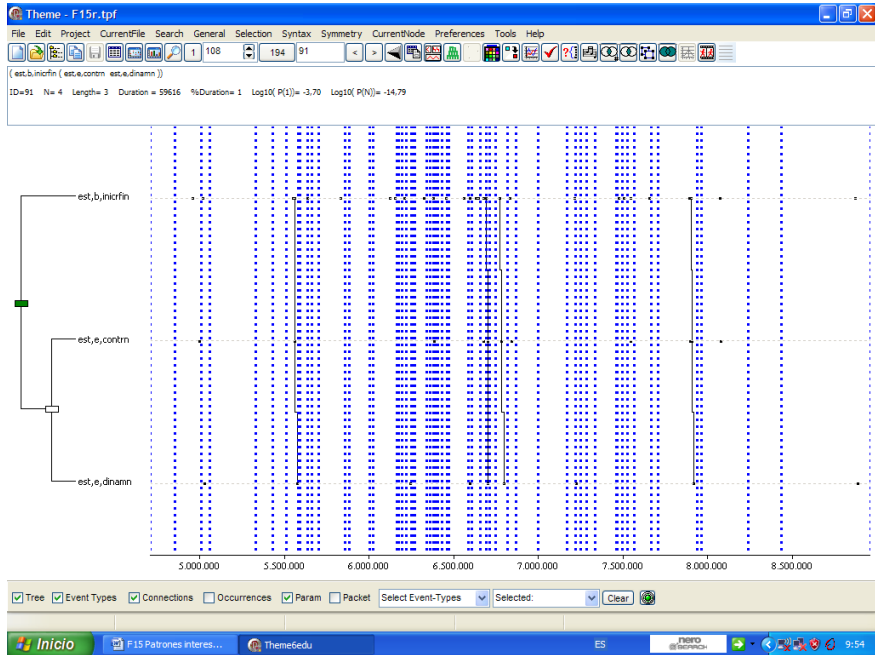 Theme - F15r.tpf
File Edit Project CurrentFile Search General Selection Syntax Symmetry CurrentNode Preferences Tools Help
1 108 194 91 < >
( est,b,inicrfin ( est,e,contrn est,e,dinamn ))
ID=91 N= 4 Length= 3 Duration = 59616 %Duration= 1 Log10( P(1))= -3,70 Log10( P(N))= -14,79
est,b,inicrfin
est,e,contrn
est,e,dinamn
5.000.000 5.500.000 6.000.000 6.500.000 7.000.000 7.500.000 8.000.000 8.500.000
Tree Event Types Connections Occurrences Param Packet Select Event-Types Selected: Clear
Inicio F15 Patrones interes... Theme6edu ES nero SEARCH 9:54